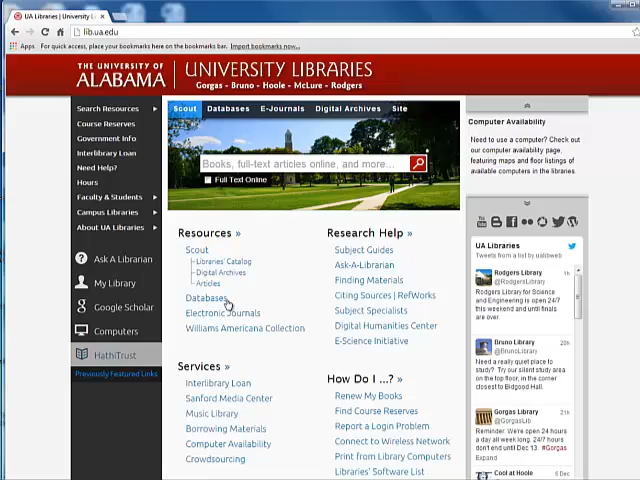 UA Libraries | University L
lib.ua.edu
Apps For quick access, place your bookmarks here on the bookmarks bar. Import bookmarks now...
THE UNIVERSITY OF
ALABAMA
UNIVERSITY LIBRARIES
Gorgas - Bruno - Hoole - McLure - Rodgers
Search Resources
Course Reserves
Government Info
Interlibrary Loan
Need Help?
Hours
Faculty & Students
Campus Libraries
About UA Libraries
Ask A Librarian
My Library
Google Scholar
Computers
HathiTrust
Previously Featured Links
Scout Databases E-Journals Digital Archives Site
Books, full-text articles online, and more...
Full Text Online
Resources »
Scout
Libraries' Catalog
Digital Archives
Articles
Databases
Electronic Journals
Williams Americana Collection
Services »
Interlibrary Loan
Sanford Media Center
Music Library
Borrowing Materials
Computer Availability
Crowdsourcing
Research Help »
Subject Guides
Ask-A-Librarian
Finding Materials
Citing Sources | RefWorks
Subject Specialists
Digital Humanities Center
E-Science Initiative
How Do I ...? »
Renew My Books
Find Course Reserves
Report a Login Problem
Connect to Wireless Network
Print from Library Computers
Libraries' Software List
Computer Availability
Need to use a computer? Check out
our computer availability page,
featuring maps and floor listings of
available computers in the libraries.
UA Libraries
Tweets from a list by ualibweb
Rodgers Library 1h
@RodgersLib
Rodgers Library for Science
and Engineering is open 24/7
this weekend until finals
are over.
Bruno Library 20h
@BrunoLibrary
Need a really quiet place to
study? Try our silent study area
on the top floor, in the corner
closest to Bidgood Hall.
Gorgas Library 21h
@GorgasLib
Reminder: We're open 24 hours
a day all week long. 24/7 hours
don't end until Dec 13. #Gorgas
Expand
Cool at Hoole 6 Dec